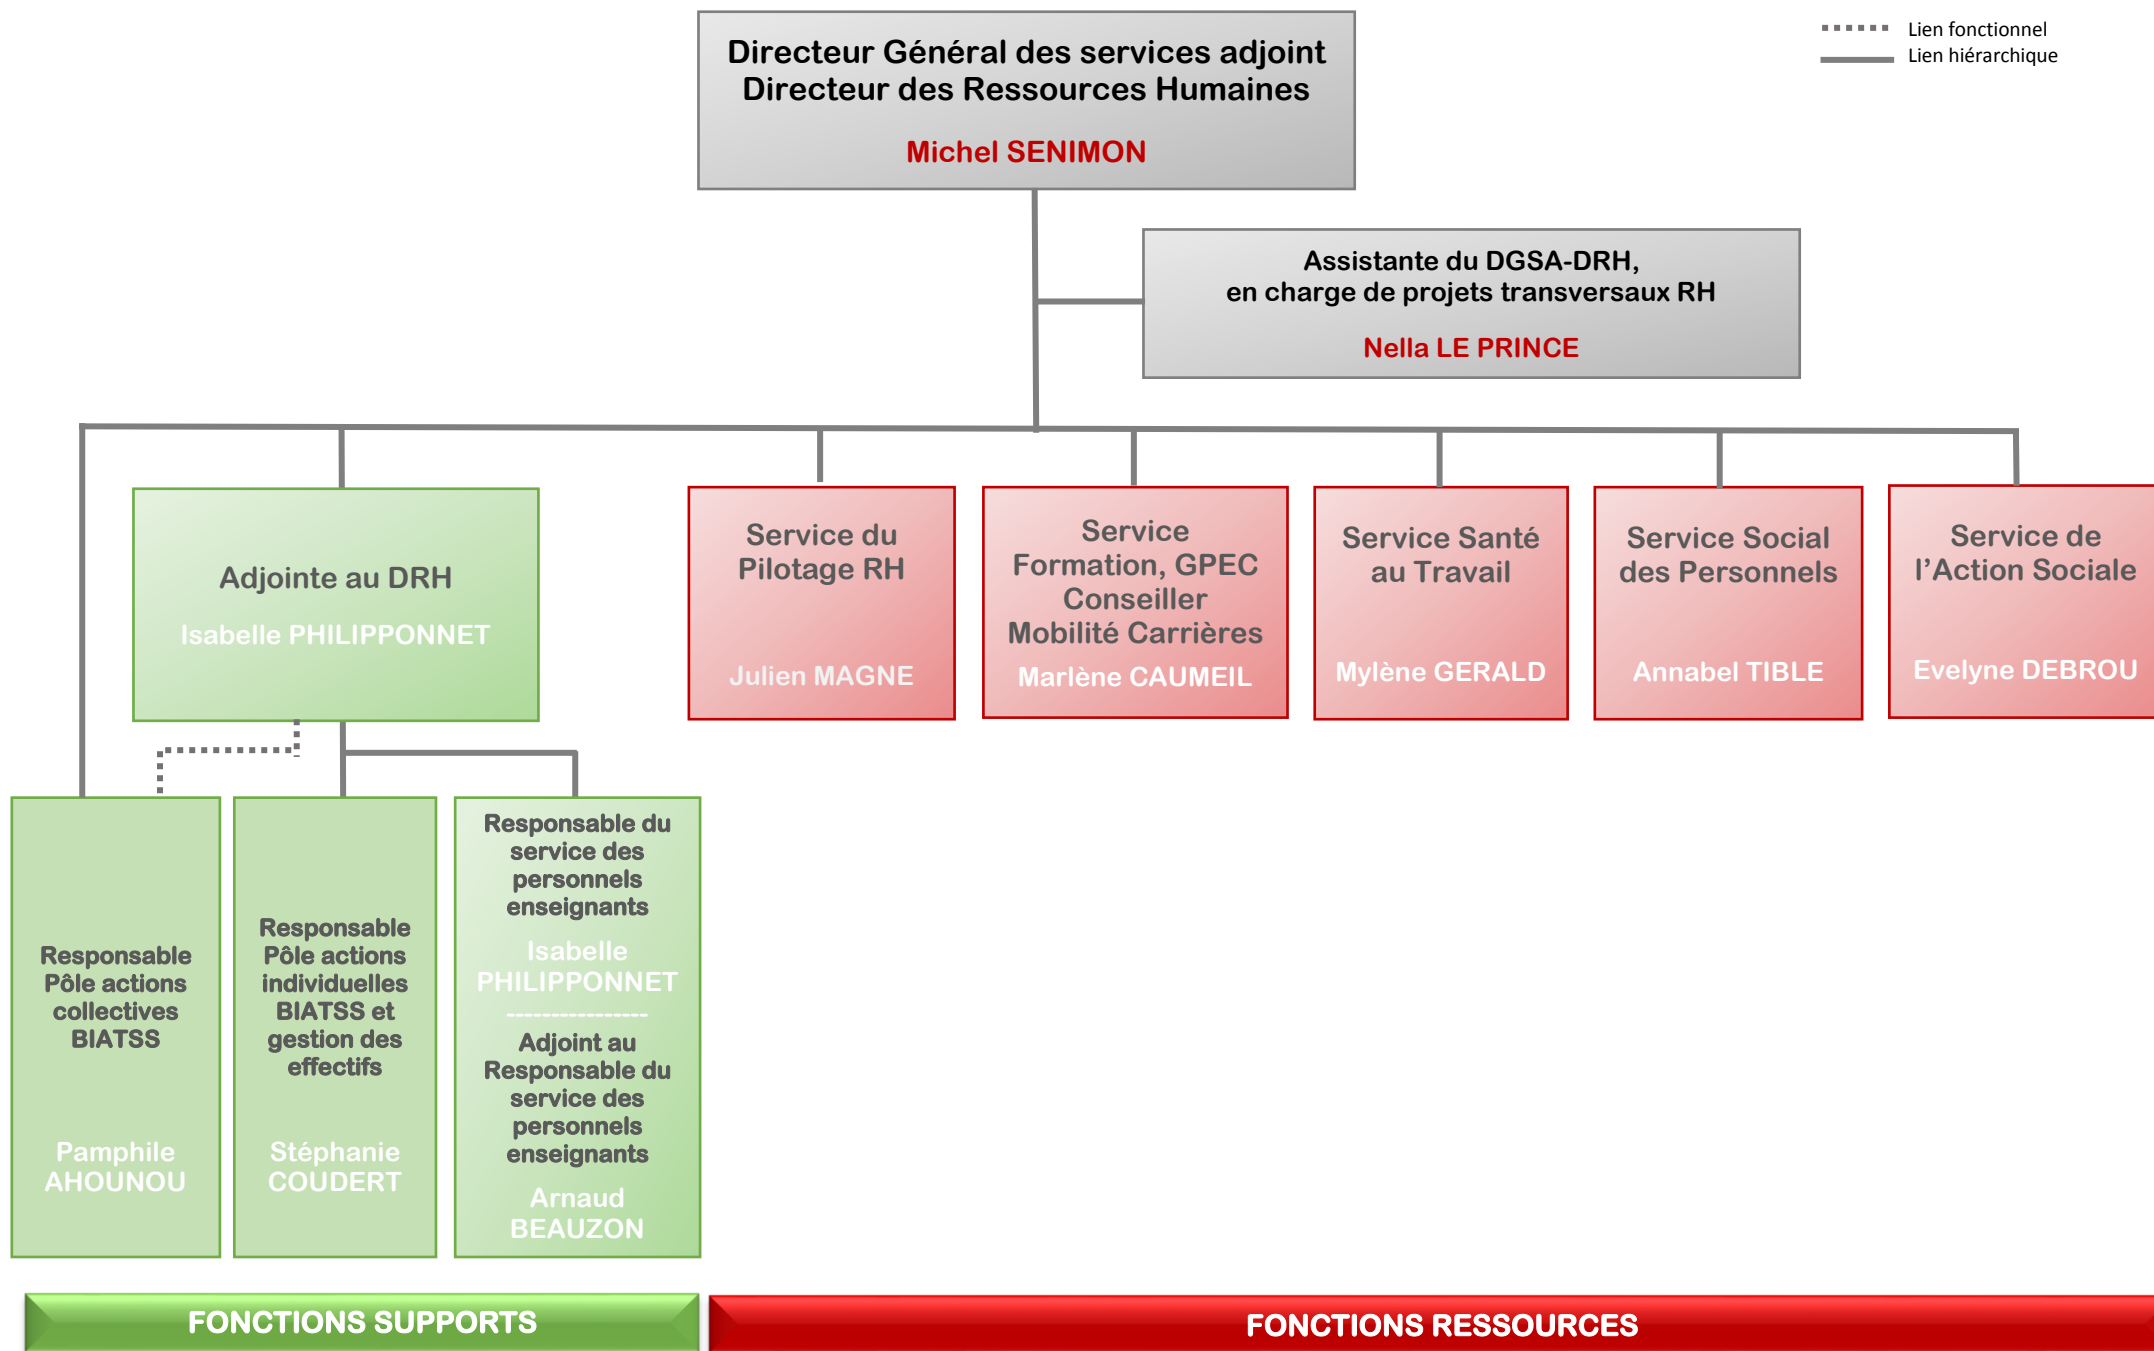 Lien fonctionnel
Lien hiérarchique
Directeur Général des services adjoint
Directeur des Ressources Humaines
Michel SENIMON
Assistante du DGSA-DRH,
en charge de projets transversaux RH
Nella LE PRINCE
Adjointe au DRH
Isabelle PHILIPPONNET
Service du
Pilotage RH
Julien MAGNE
Service
Formation, GPEC
Conseiller
Mobilité Carrières
Marlène CAUMEIL
Service Santé
au Travail
Mylène GERALD
Service Social
des Personnels
Annabel TIBLE
Service de
l’Action Sociale
Evelyne DEBROU
Responsable
Pôle actions
collectives
BIATSS
Pamphile
AHOUNOU
Responsable
Pôle actions
individuelles
BIATSS et
gestion des
effectifs
Stéphanie
COUDERT
Responsable du
service des
personnels
enseignants
Isabelle
PHILIPPONNET
----------------
Adjoint au
Responsable du
service des
personnels
enseignants
Arnaud
BEAUZON
FONCTIONS SUPPORTS
FONCTIONS RESSOURCES